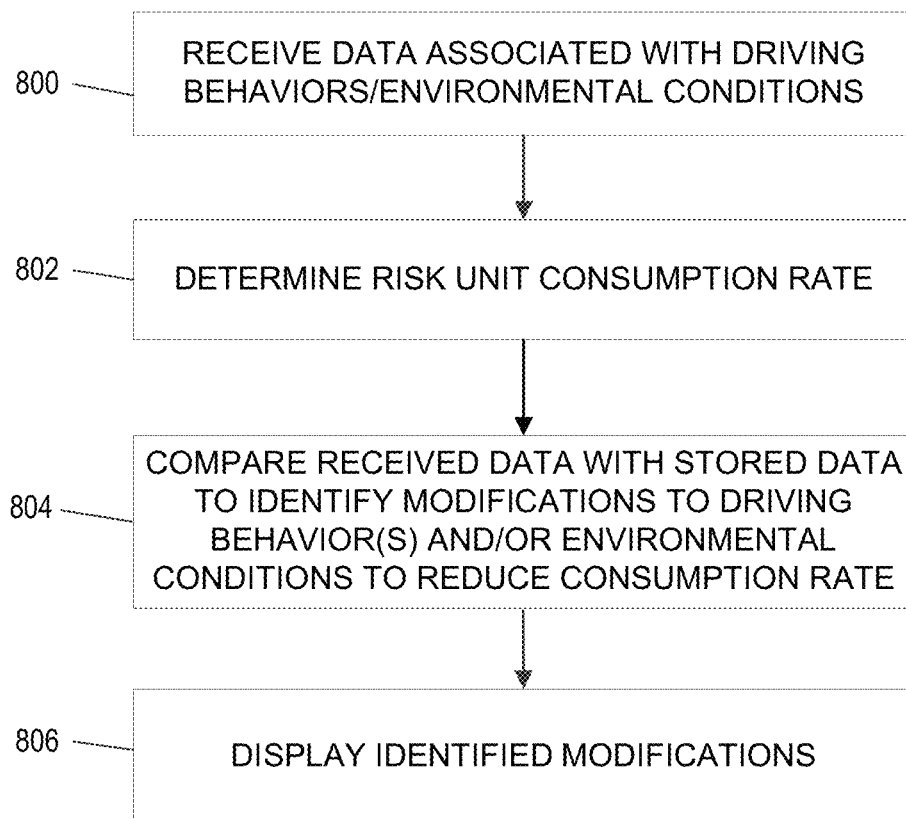 800
RECEIVE DATA ASSOCIATED WITH DRIVING
BEHAVIORS/ENVIRONMENTAL CONDITIONS
802
DETERMINE RISK UNIT CONSUMPTION RATE
804
COMPARE RECEIVED DATA WITH STORED DATA
TO IDENTIFY MODIFICATIONS TO DRIVING
BEHAVIOR(S) AND/OR ENVIRONMENTAL
CONDITIONS TO REDUCE CONSUMPTION RATE
806
DISPLAY IDENTIFIED MODIFICATIONS